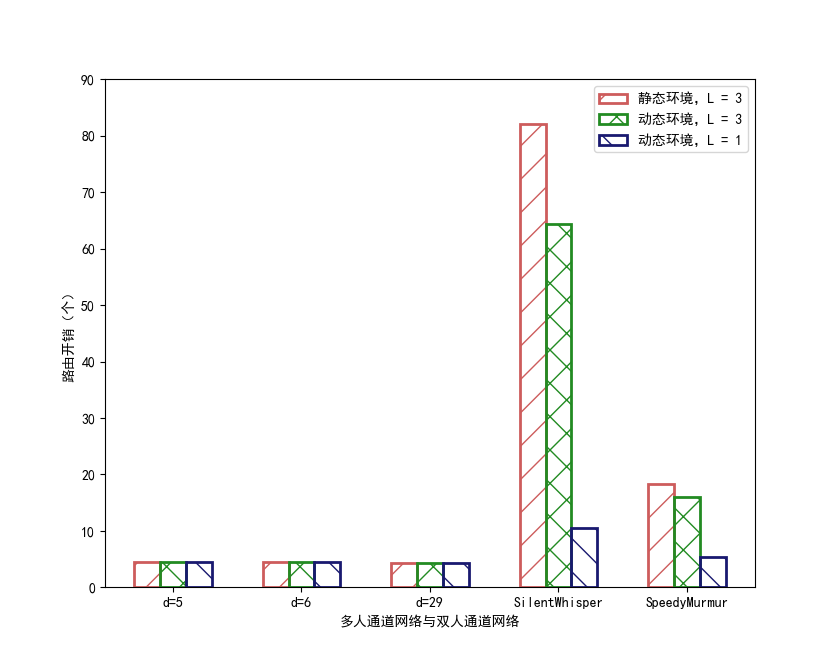 90
80
70
60
50
40
30
20
10
0
路由开销（个）
静态环境，L = 3
动态环境，L = 3
动态环境，L = 1
d=5
d=6
d=29
SilentWhisper
SpeedyMurmur
多人通道网络与双人通道网络